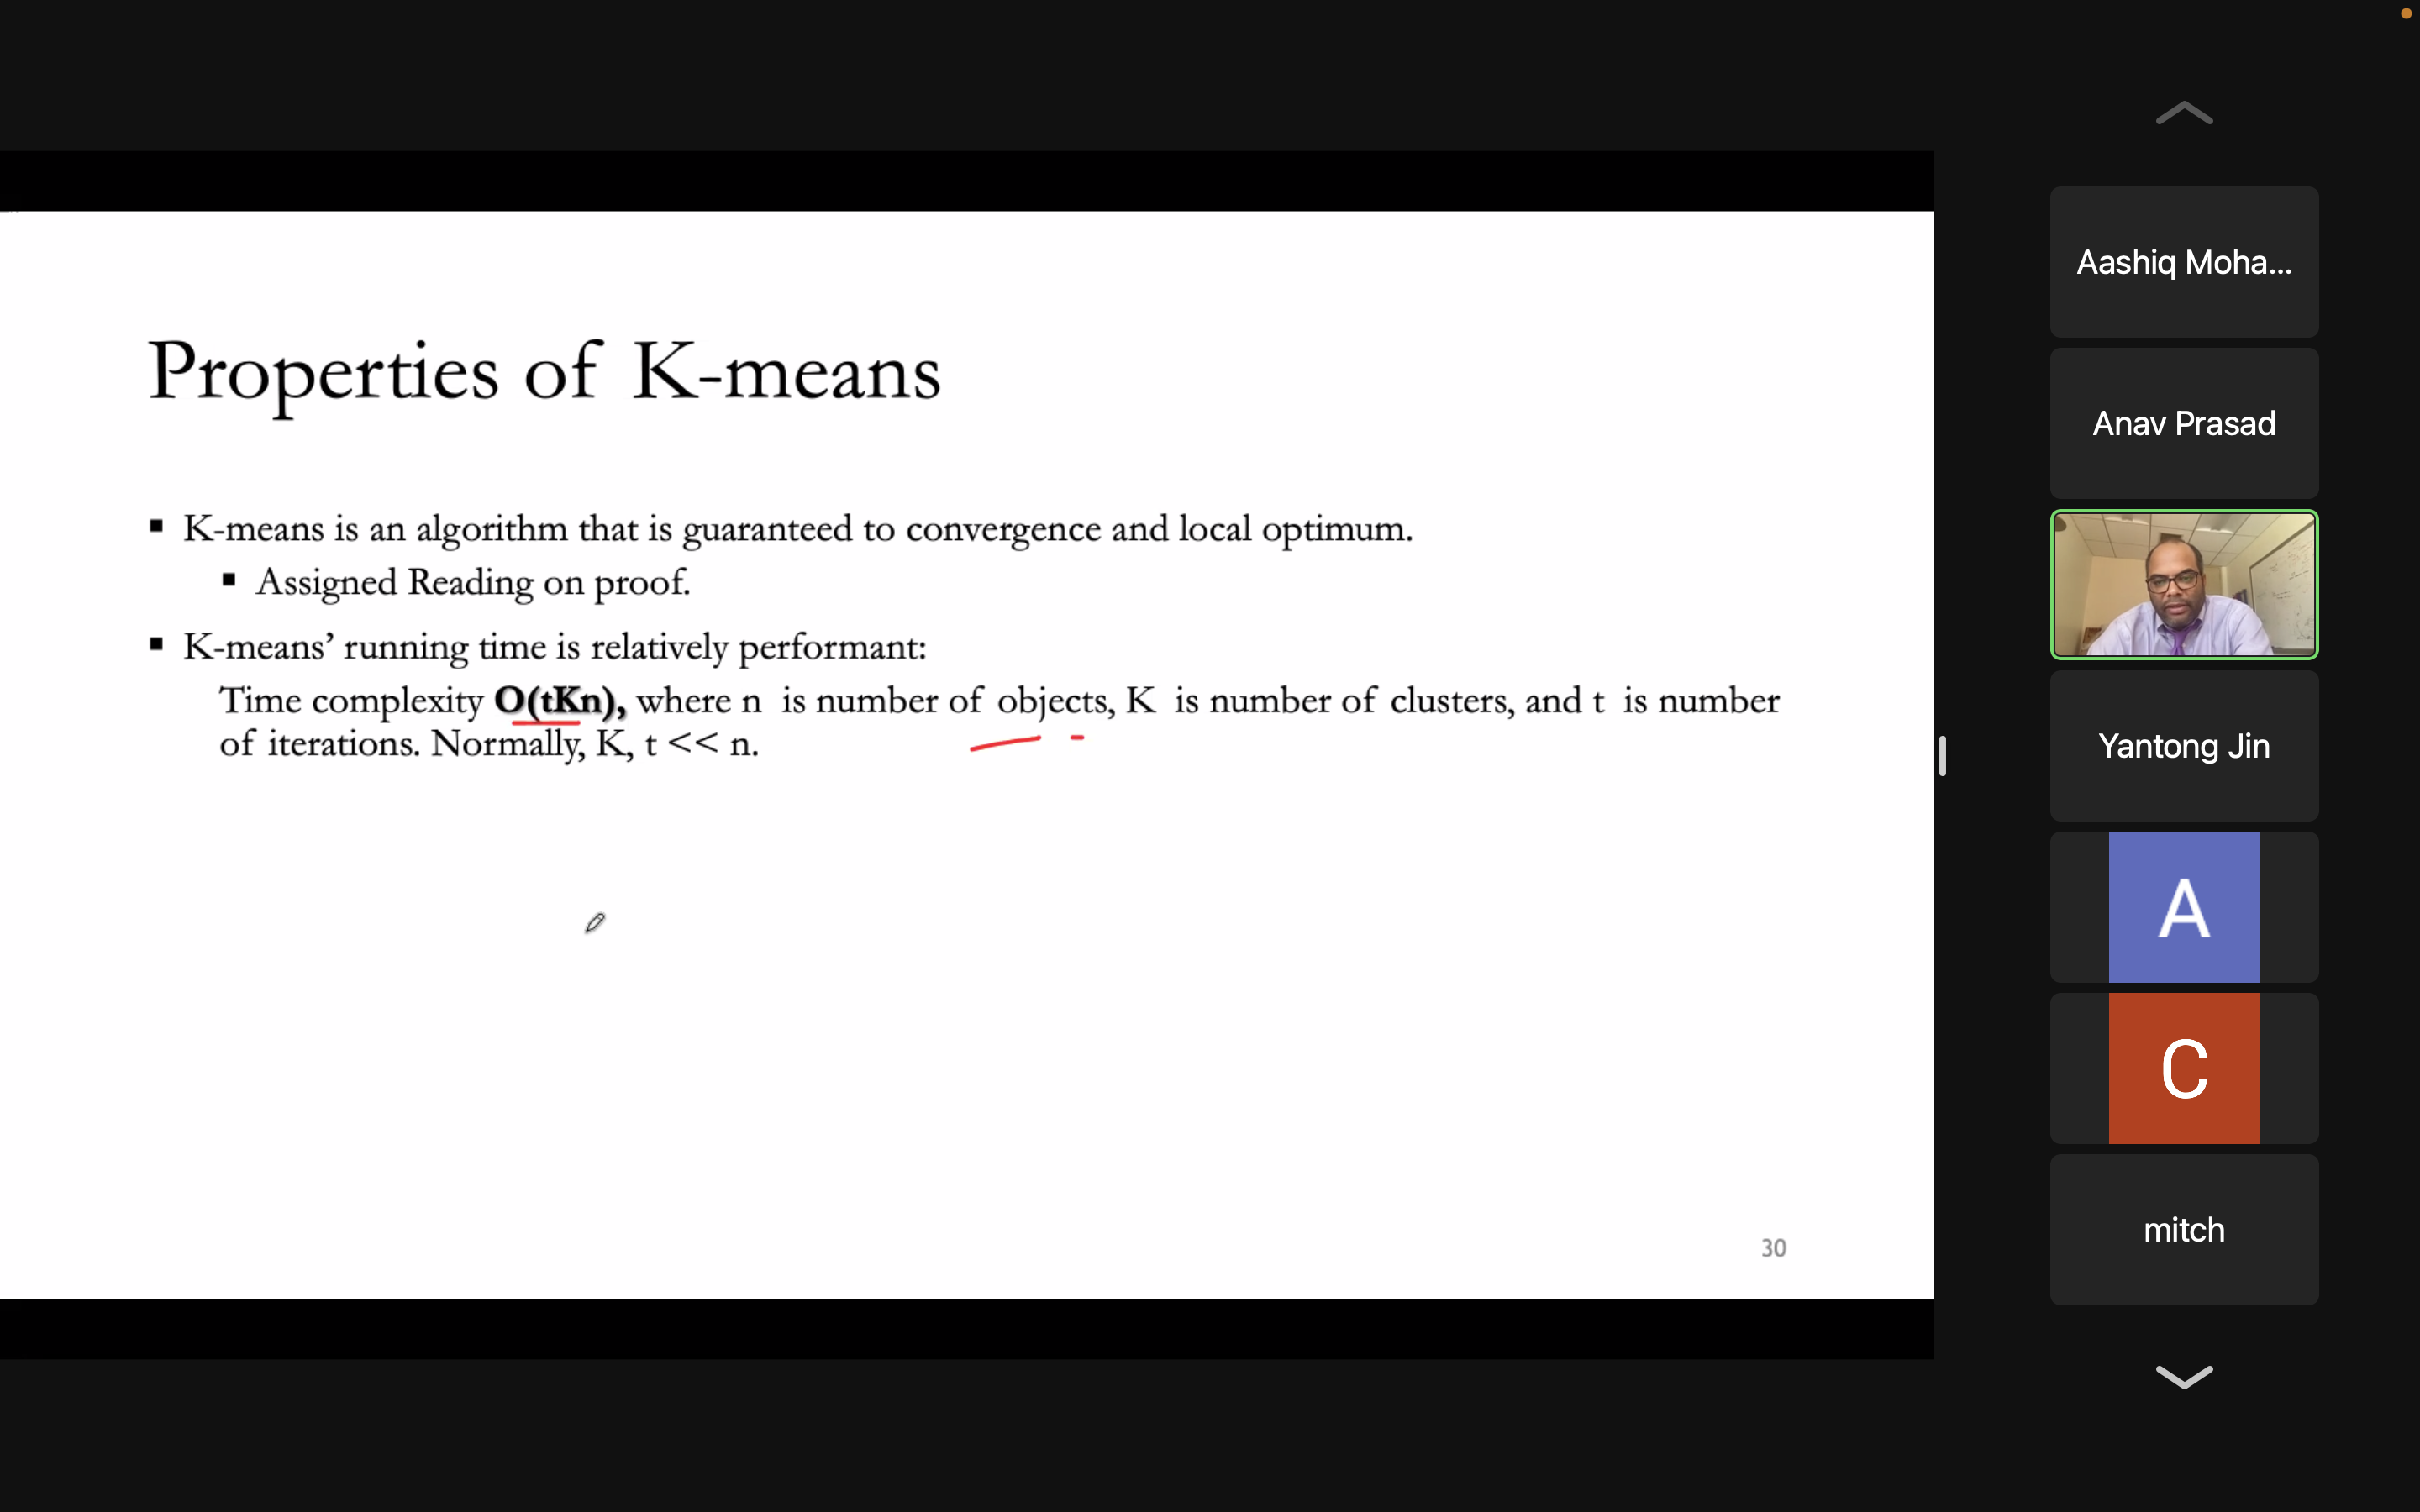 Properties of K-means
▪ K-means is an algorithm that is guaranteed to convergence and local optimum.
▪ Assigned Reading on proof.
▪ K-means’ running time is relatively performant:
Time complexity O(tKn), where n is number of objects, K is number of clusters, and t is number
of iterations. Normally, K, t << n.
30
Aashiq Moha...
Anav Prasad
Yantong Jin
A
C
mitch